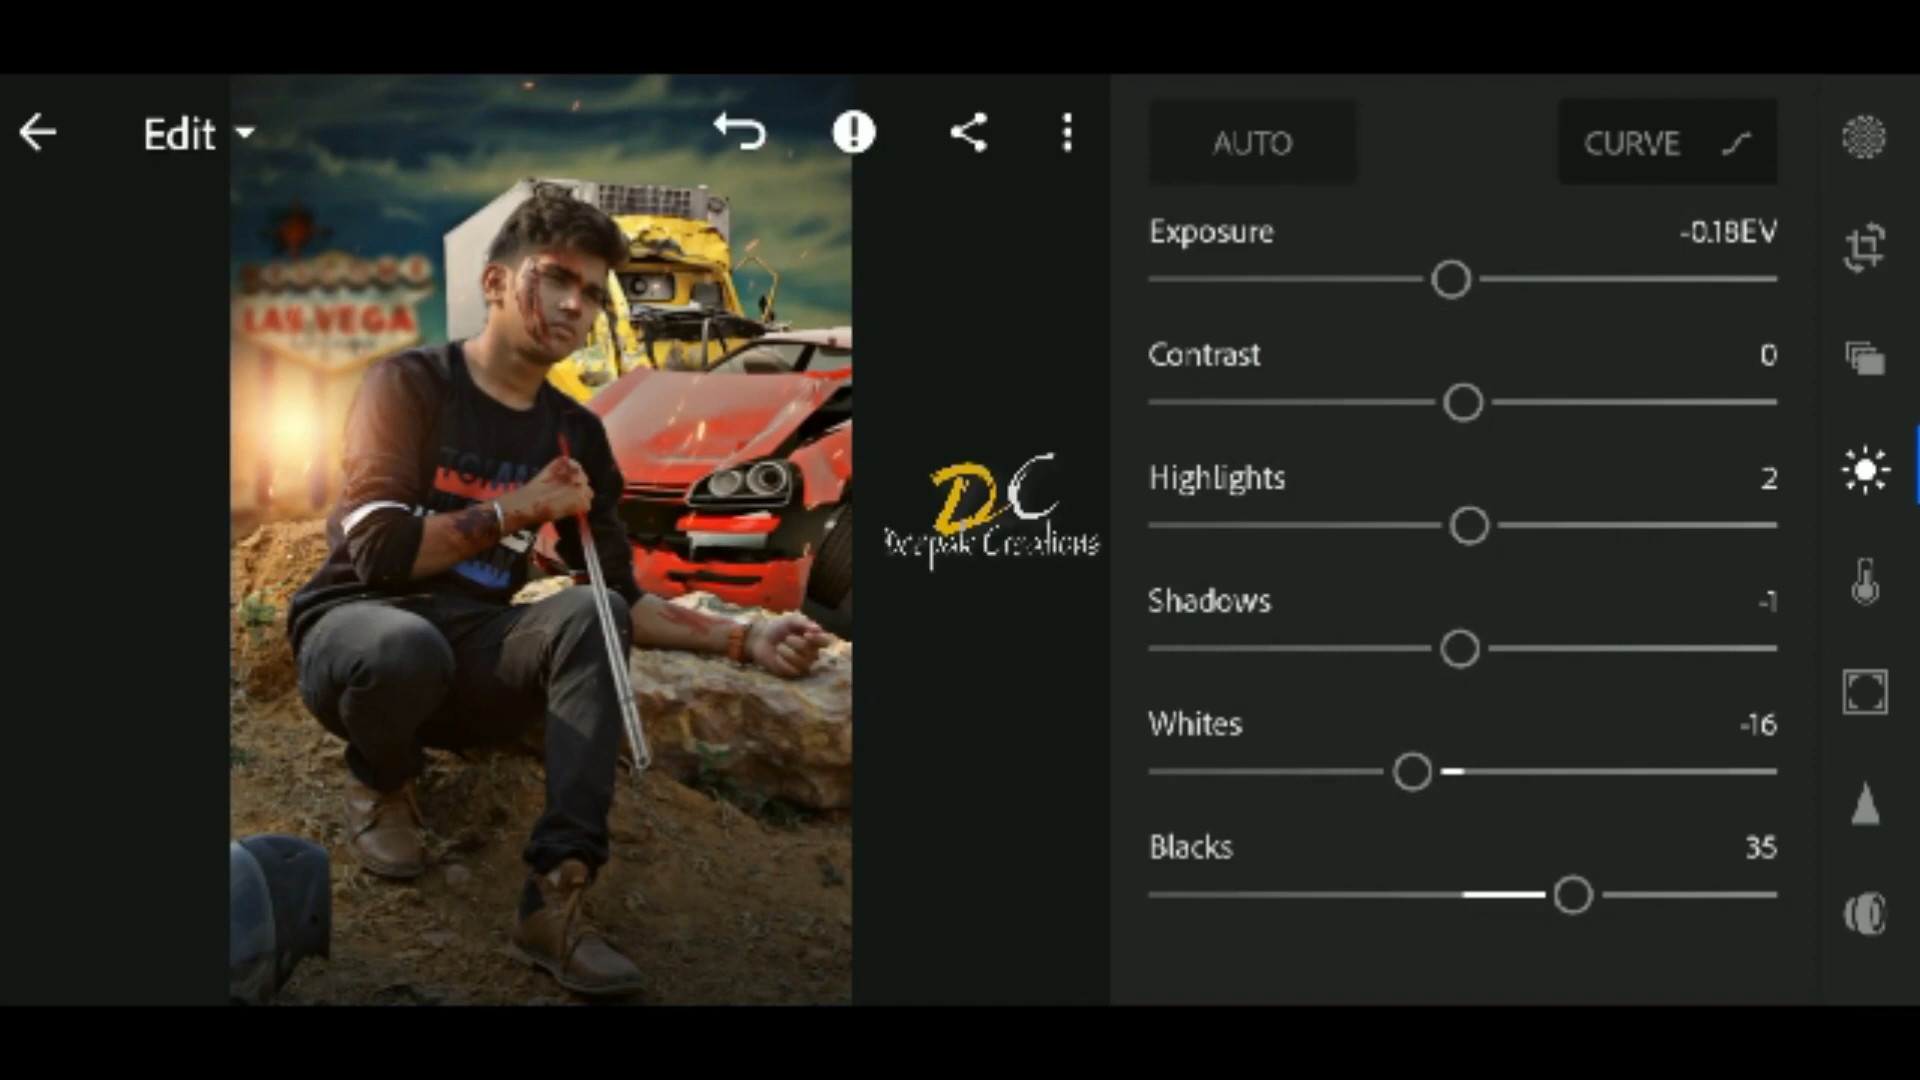 Edit
AUTO
CURVE
Exposure -0.18EV
Contrast 0
Highlights 2
Shadows -1
Whites -16
Blacks 35
LAS VEGA
DC
Deepak Creations